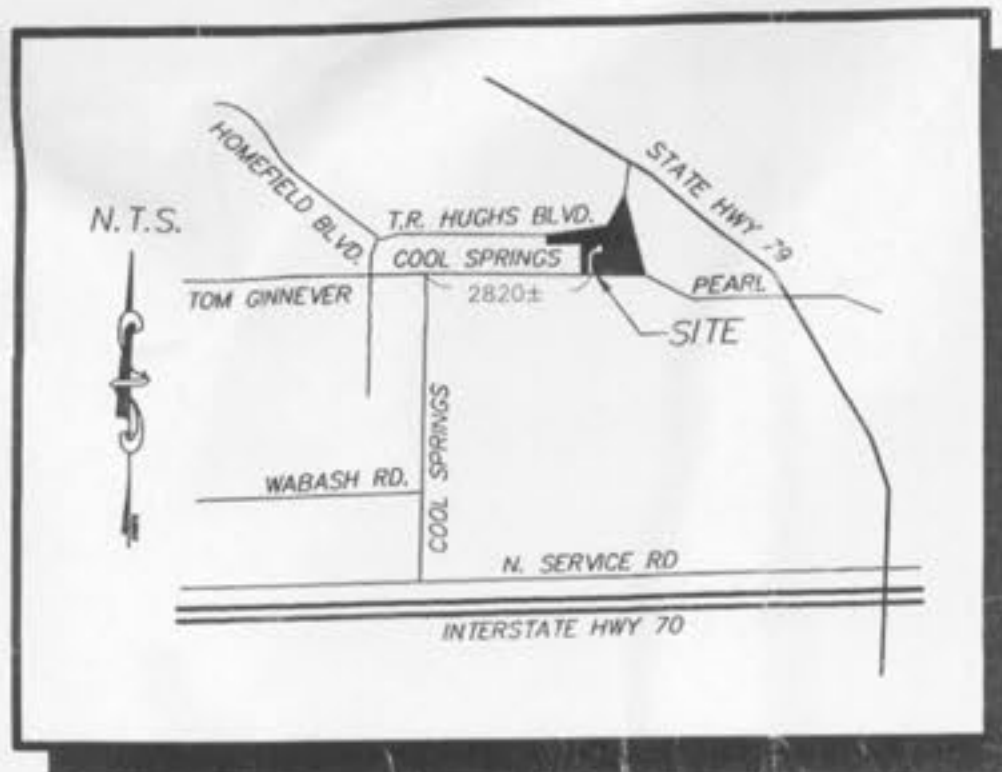 N.T.S.
HOMEFIELD BLVD.
STATE HWY 79
T.R. HUGHS BLVD.
COOL SPRINGS
TOM GINNEVER
2820±
PEARL
SITE
COOL SPRINGS
WABASH RD.
N. SERVICE RD
INTERSTATE HWY 70